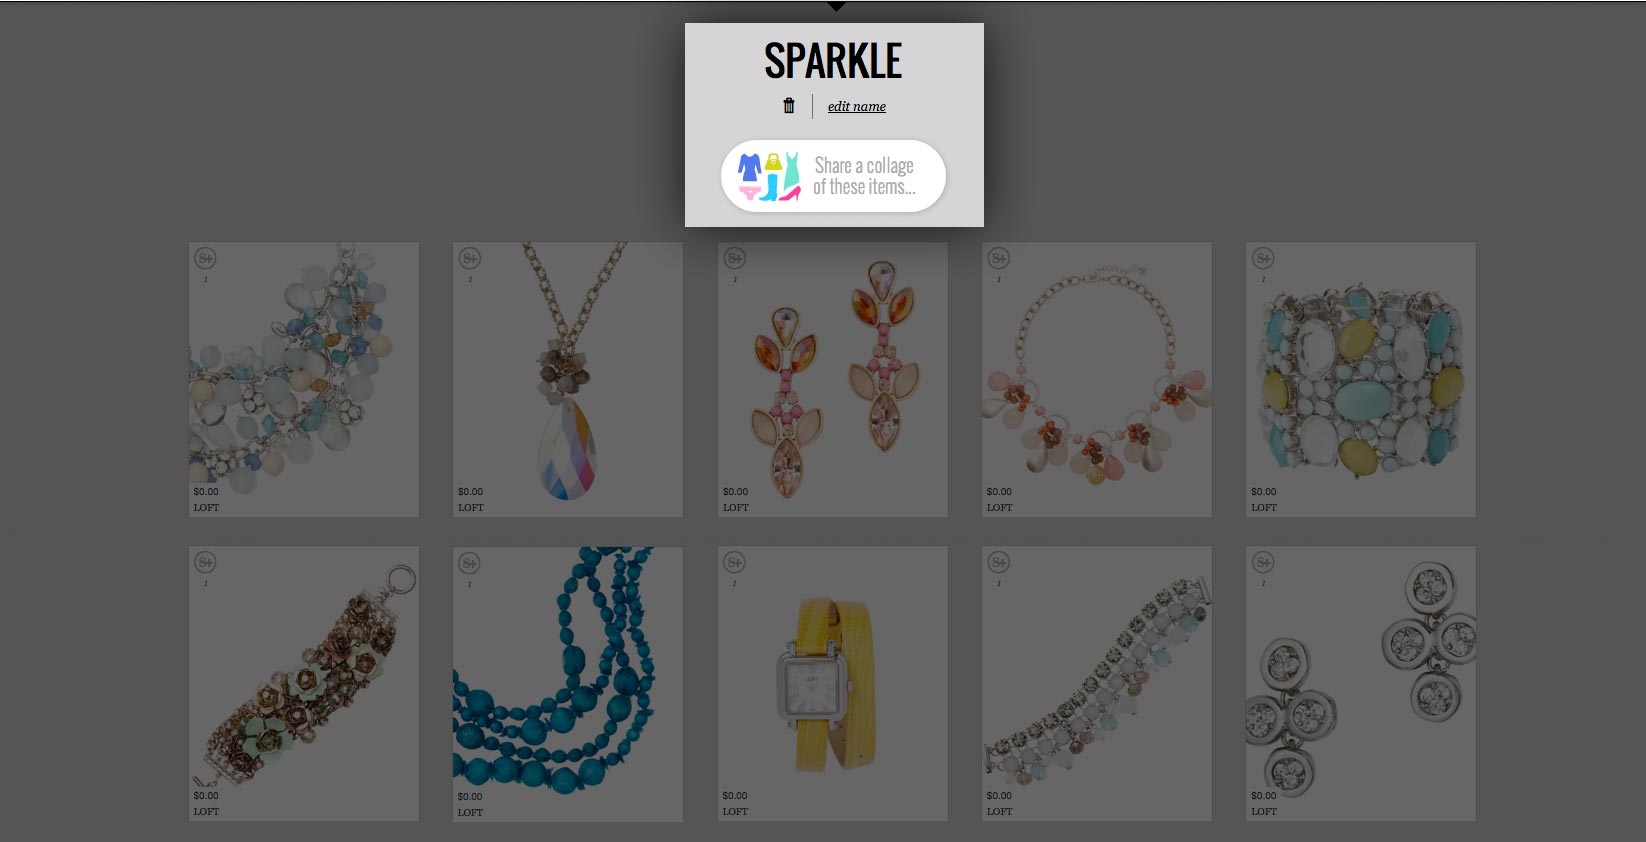 SPARKLE
edit name
Share a collage
of these items...
S+
1
$0.00
LOFT
S+
1
$0.00
LOFT
S+
1
$0.00
LOFT
S+
1
$0.00
LOFT
S+
1
$0.00
LOFT
S+
1
$0.00
LOFT
S+
1
$0.00
LOFT
S+
1
LOFT
$0.00
LOFT
S+
1
$0.00
LOFT
S+
1
$0.00
LOFT